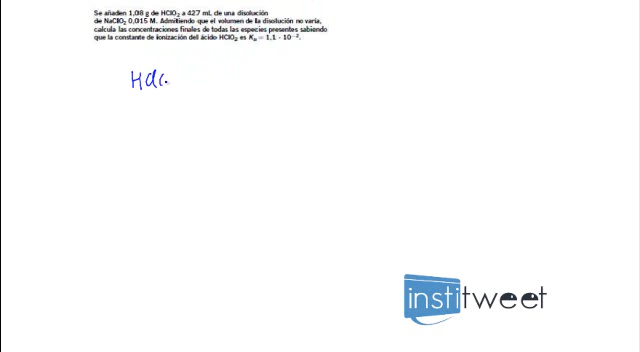 Se añaden 1,08 g de HClO₂ a 427 mL de una disolución
de NaClO₂ 0,015 M. Admitiendo que el volumen de la disolución no varía,
calcula las concentraciones finales de todas las especies presentes sabiendo
que la constante de ionización del ácido HClO₂ es Kₐ = 1,1 · 10⁻².
HClC
institweet